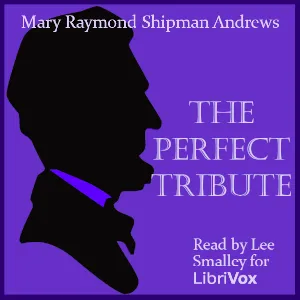 Mary Raymond Shipman Andrews
THE
PERFECT
TRIBUTE
Read by Lee
Smalley for
LibriVox